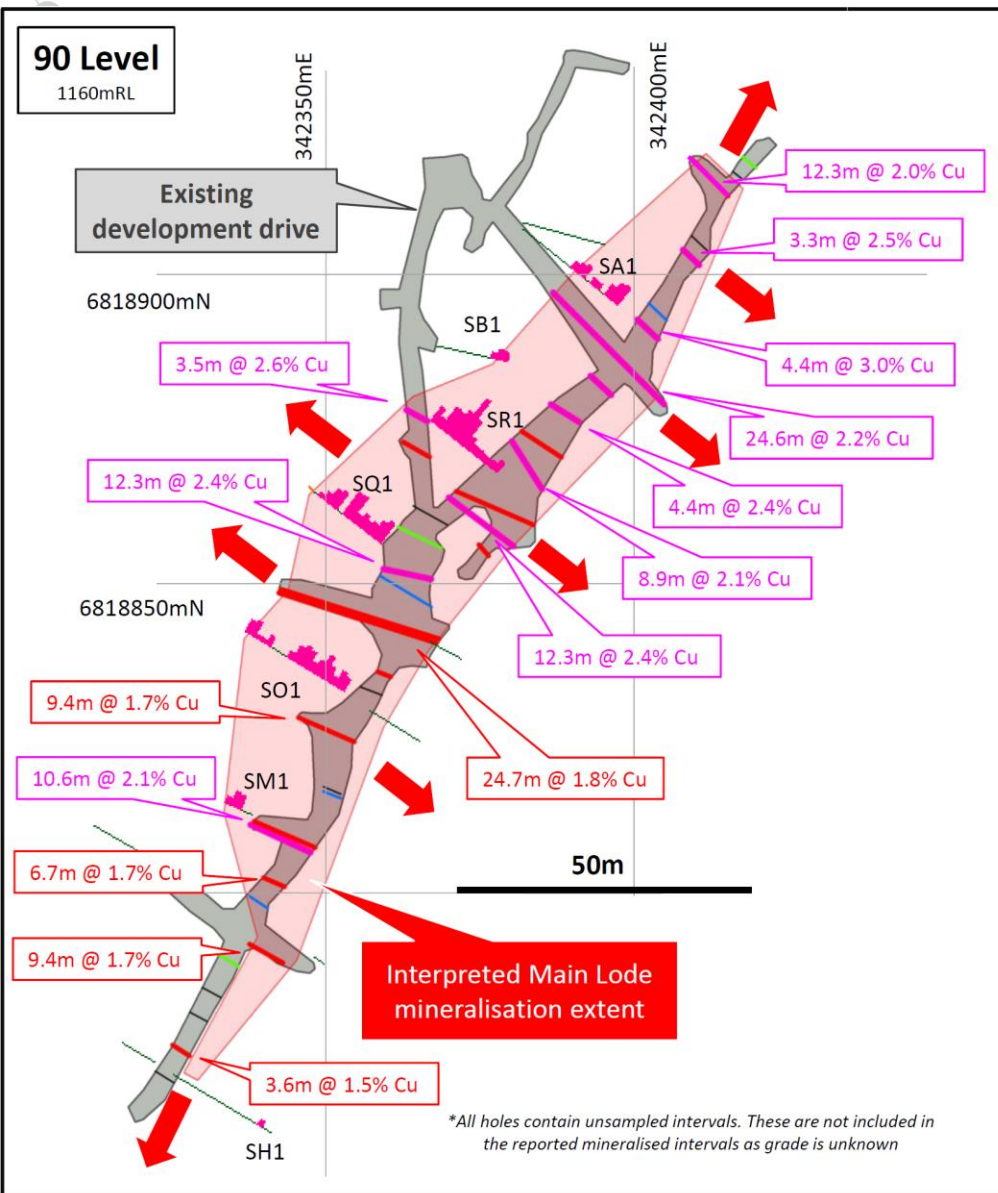 90 Level
1160mRL
342350mE
342400mE
Existing
development drive
12.3m @ 2.0% Cu
3.3m @ 2.5% Cu
SA1
6818900mN
SB1
3.5m @ 2.6% Cu
4.4m @ 3.0% Cu
SR1
24.6m @ 2.2% Cu
12.3m @ 2.4% Cu
SQ1
4.4m @ 2.4% Cu
8.9m @ 2.1% Cu
6818850mN
12.3m @ 2.4% Cu
SO1
9.4m @ 1.7% Cu
24.7m @ 1.8% Cu
10.6m @ 2.1% Cu
SM1
50m
6.7m @ 1.7% Cu
9.4m @ 1.7% Cu
Interpreted Main Lode
mineralisation extent
3.6m @ 1.5% Cu
SH1
*All holes contain unsampled intervals. These are not included in
the reported mineralised intervals as grade is unknown